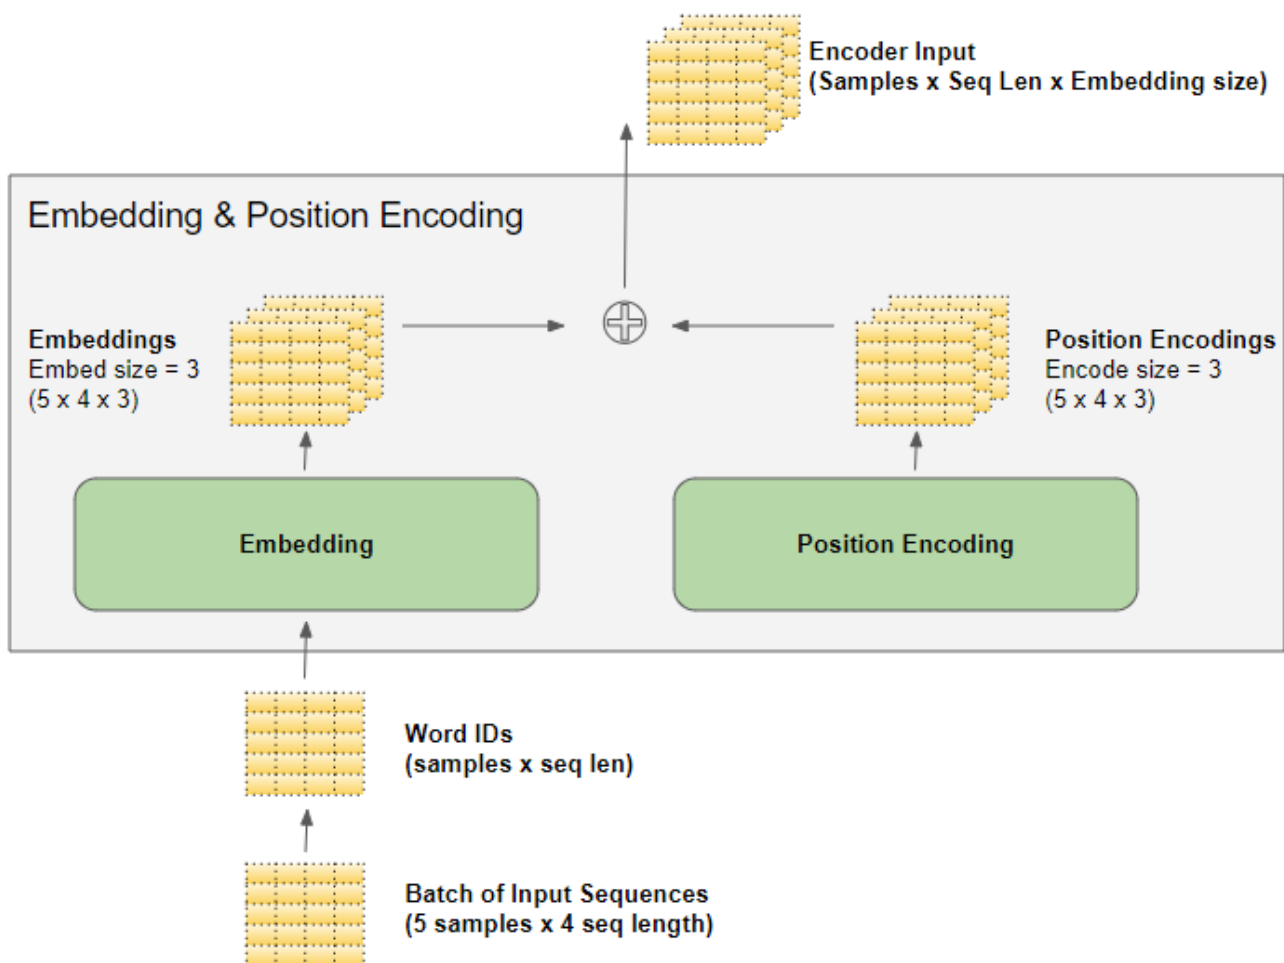 Encoder Input
(Samples x Seq Len x Embedding size)
Embedding & Position Encoding
Embeddings
Embed size = 3
(5 x 4 x 3)
Position Encodings
Encode size = 3
(5 x 4 x 3)
Embedding
Position Encoding
Word IDs
(samples x seq len)
Batch of Input Sequences
(5 samples x 4 seq length)